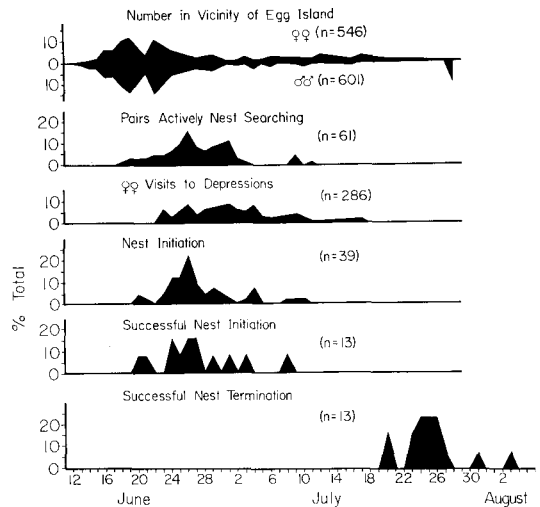 Number in Vicinity of Egg Island
10
0
10
♀♀ (n=546)
♂♂ (n=601)
Pairs Actively Nest Searching
20
10
0
(n=61)
♀♀ Visits to Depressions
10
0
(n=286)
Nest Initiation
20
10
0
(n=39)
Successful Nest Initiation
20
10
0
(n=13)
Successful Nest Termination
20
10
0
(n=13)
% Total
12 16 20 24 28 2 6 10 14 18 22 26 30 2
June July August